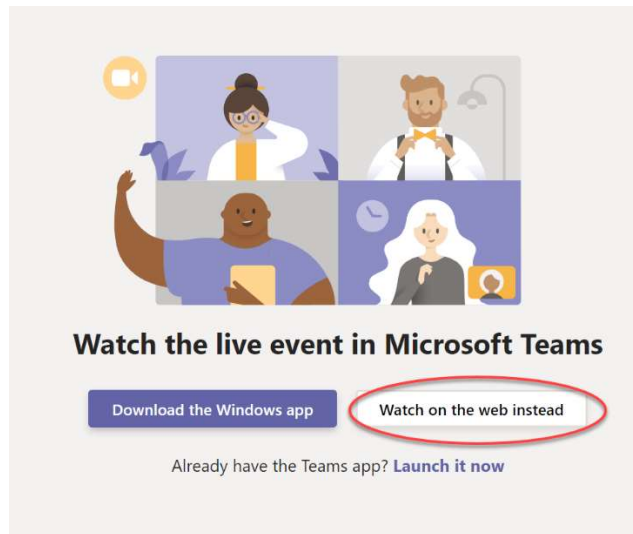 Watch the live event in Microsoft Teams
Download the Windows app
Watch on the web instead
Already have the Teams app? Launch it now